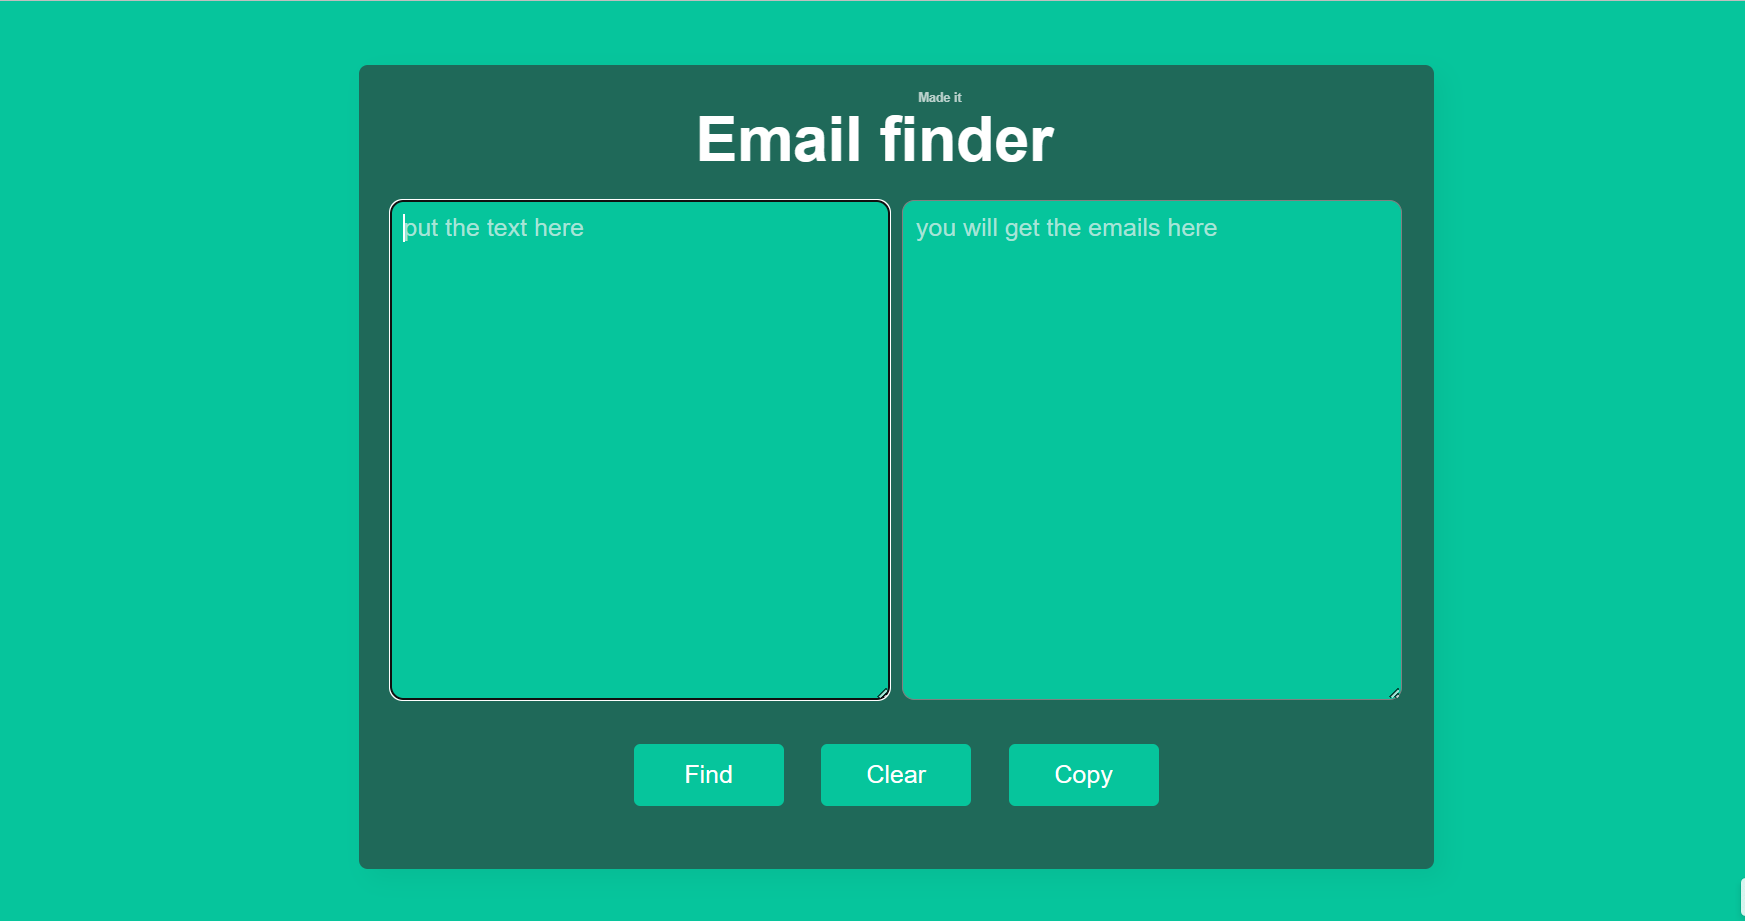 Made it
Email finder
put the text here
you will get the emails here
Find
Clear
Copy